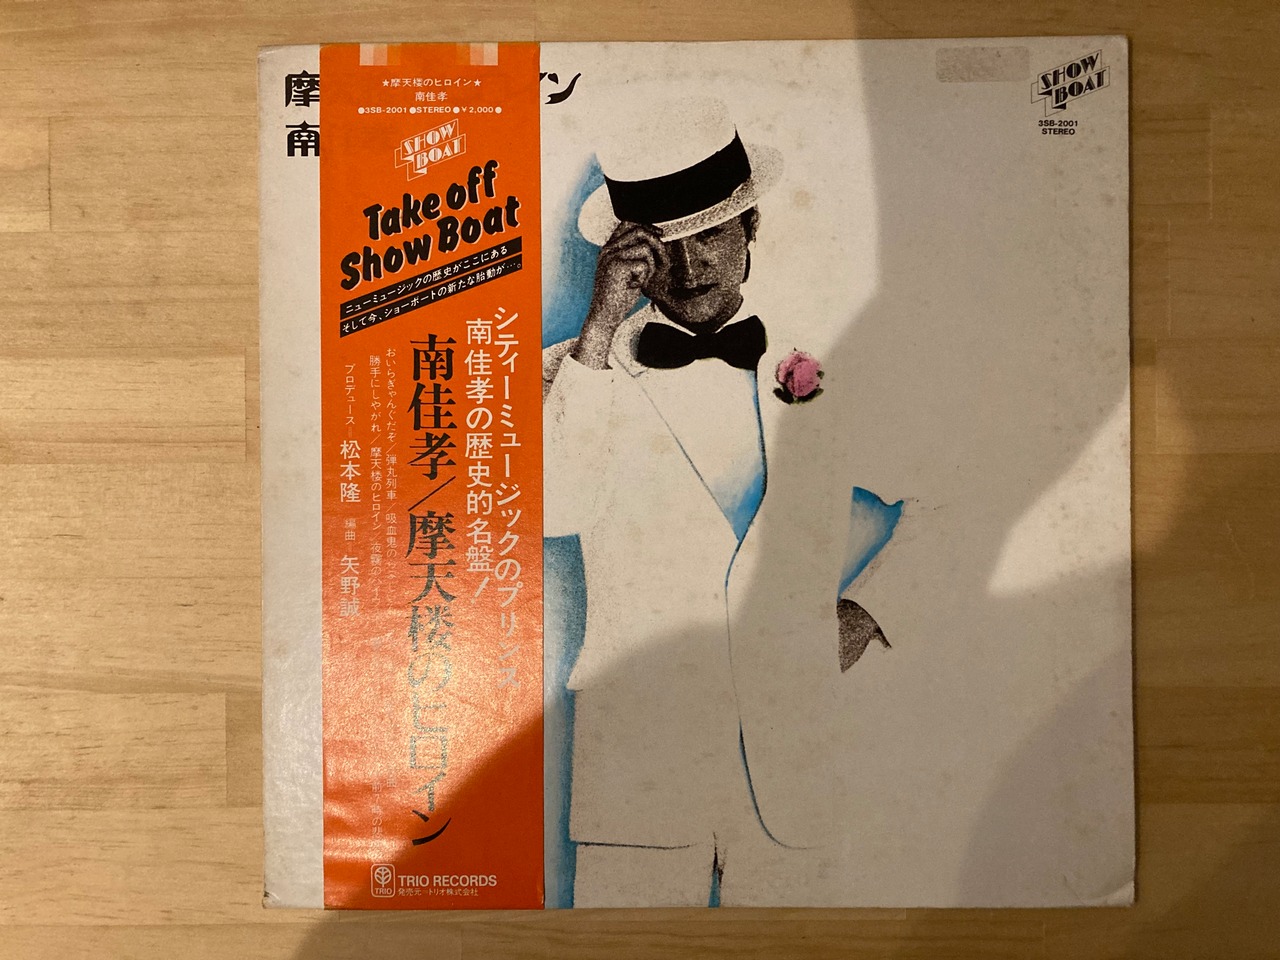 摩
イン
南
SHOW
BOAT
3SB-2001
STEREO
★摩天楼のヒロイン★
南佳孝
●3SB-2001●STEREO●¥2,000●
SHOW
BOAT
Take off
Show Boat
ニューミュージックの歴史がここにある
そして今、ショーボートの新たな胎動が…。
シティーミュージックのプリンス
南佳孝の歴史的名盤!
南佳孝/摩天楼のヒロイン
おいらぎゃんぐだぞ/弾丸列車/吸血鬼の
勝手にしやがれ/摩天楼のヒロイン/夜霧の
プロデュース=松本隆 編曲 矢野誠
TRIO
TRIO RECORDS
発売元―トリオ株式会社